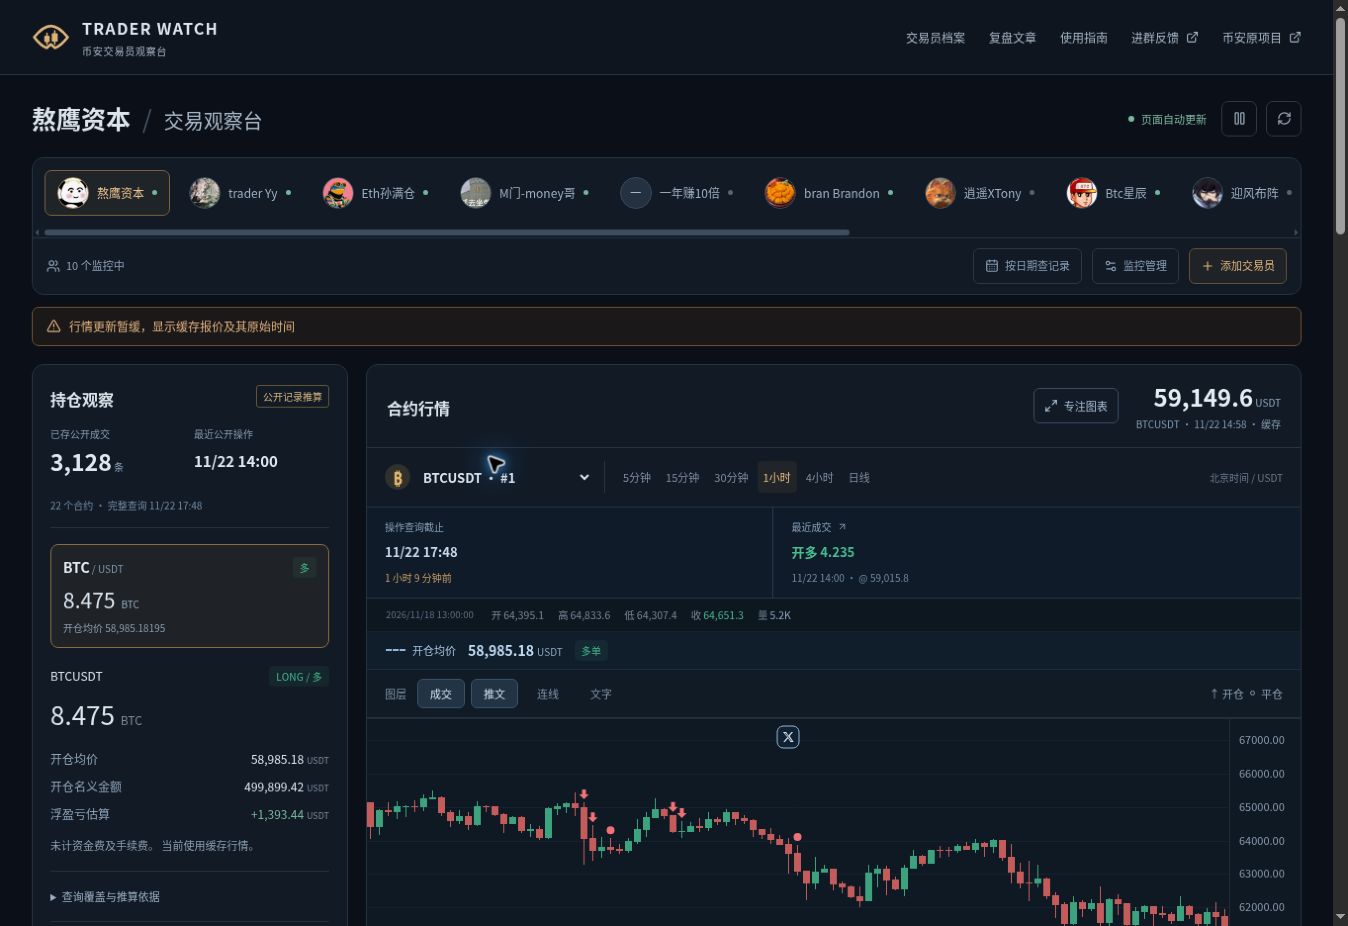 TRADER WATCH
币安交易员观察台
交易员档案 复盘文章 使用指南 进群反馈 币安原项目
熬鹰资本 / 交易观察台
页面自动更新
熬鹰资本 trader Yy Eth孙满仓 M门-money哥 一年赚10倍 bran Brandon 逍遥XTony Btc星辰 迎风布阵
10 个监控中
按日期查记录 监控管理 添加交易员
行情更新暂缓，显示缓存报价及其原始时间
持仓观察 公开记录推算
已存公开成交 最近公开操作
3,128 条 11/22 14:00
22 个合约 · 完整查询 11/22 17:48
BTC / USDT 多
8.475 BTC
开仓均价 58,985.18195
BTCUSDT LONG / 多
8.475 BTC
开仓均价 58,985.18 USDT
开仓名义金额 499,899.42 USDT
浮盈亏估算 +1,393.44 USDT
未计资金费及手续费。 当前使用缓存行情。
查询覆盖与推算依据
合约行情 专注图表 59,149.6 USDT
BTCUSDT · 11/22 14:58 · 缓存
BTCUSDT · #1 5分钟 15分钟 30分钟 1小时 4小时 日线 北京时间 / USDT
操作查询截止 最近成交
11/22 17:48 开多 4.235
1 小时 9 分钟前 11/22 14:00 · @ 59,015.8
2026/11/18 13:00:00 开 64,395.1 高 64,833.6 低 64,307.4 收 64,651.3 量 5.2K
开仓均价 58,985.18 USDT 多单
图层 成交 推文 连线 文字 ↑ 开仓 平仓
67000.00
66000.00
65000.00
64000.00
63000.00
62000.00